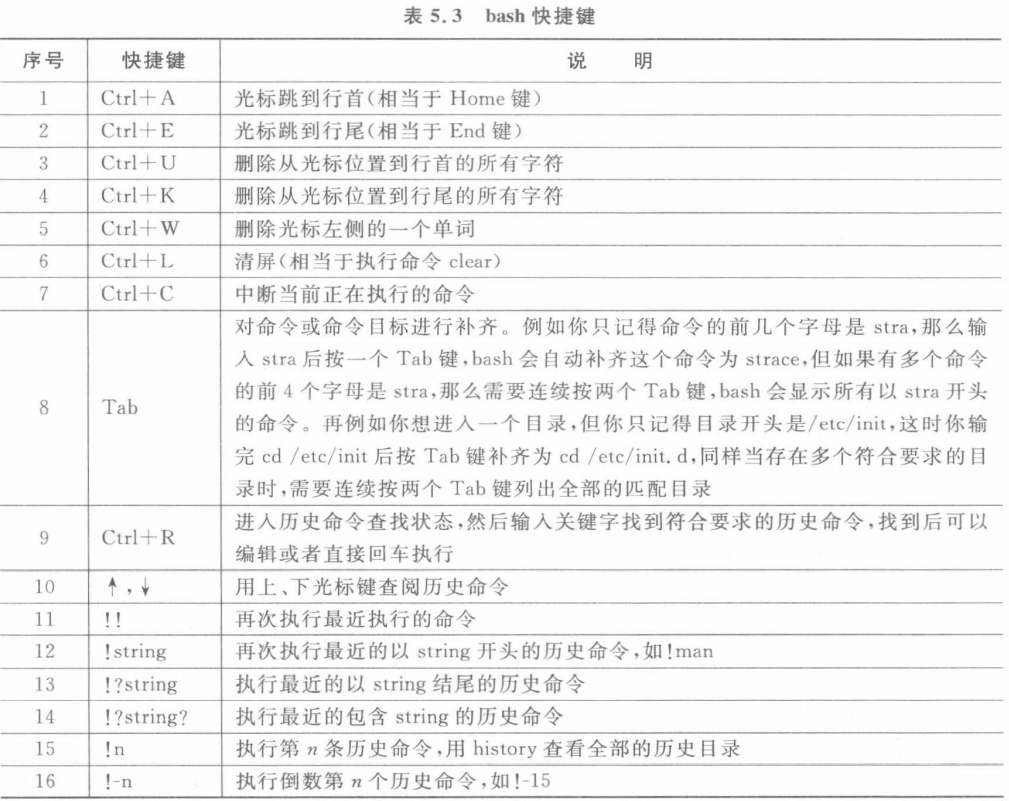 表 5.3 bash 快捷键
序号 快捷键 说 明
1 Ctrl+A 光标跳到行首(相当于 Home 键)
2 Ctrl+E 光标跳到行尾(相当于 End 键)
3 Ctrl+U 删除从光标位置到行首的所有字符
4 Ctrl+K 删除从光标位置到行尾的所有字符
5 Ctrl+W 删除光标左侧的一个单词
6 Ctrl+L 清屏(相当于执行命令 clear)
7 Ctrl+C 中断当前正在执行的命令
对命令或命令目标进行补齐。例如你只记得命令的前几个字母是 stra,那么输
入 stra 后按一个 Tab 键,bash 会自动补齐这个命令为 strace,但如果有多个命令
的前 4 个字母是 stra,那么需要连续按两个 Tab 键,bash 会显示所有以 stra 开头
8 Tab
的命令。再例如你想进入一个目录,但你只记得目录开头是/etc/init,这时你输
完 cd /etc/init 后按 Tab 键补齐为 cd /etc/init. d,同样当存在多个符合要求的目
录时,需要连续按两个 Tab 键列出全部的匹配目录
9 Ctrl+R
进入历史命令查找状态,然后输入关键字找到符合要求的历史命令,找到后可以
编辑或者直接回车执行
10 ↑,↓ 用上、下光标键查阅历史命令
11 !! 再次执行最近执行的命令
12 !string 再次执行最近的以 string 开头的历史命令,如!man
13 !?string 执行最近的以 string 结尾的历史命令
14 !?string? 执行最近的包含 string 的历史命令
15 !n 执行第 n 条历史命令,用 history 查看全部的历史目录
16 !-n 执行倒数第 n 个历史命令,如!-15